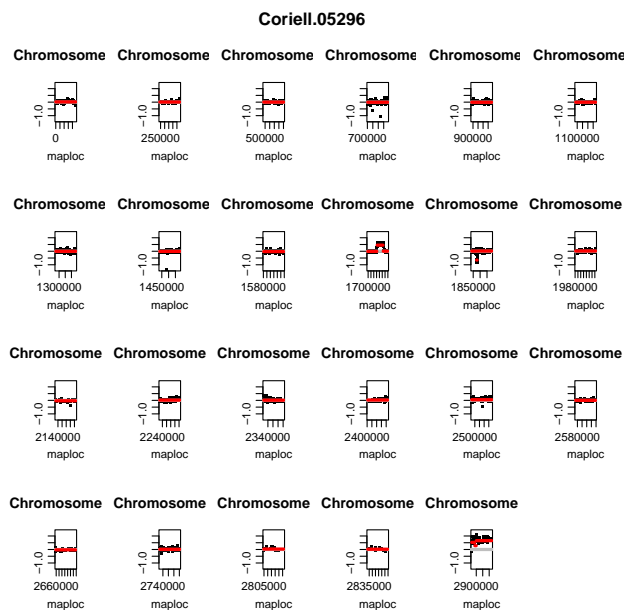 Coriell.05296
Chromosome Chromosome Chromosome Chromosome Chromosome Chromosome
-1.0 -1.0 -1.0 -1.0 -1.0 -1.0
0 250000 500000 700000 900000 1100000
maploc maploc maploc maploc maploc maploc
Chromosome Chromosome Chromosome Chromosome Chromosome Chromosome
-1.0 -1.0 -1.0 -1.0 -1.0 -1.0
1300000 1450000 1580000 1700000 1850000 1980000
maploc maploc maploc maploc maploc maploc
Chromosome Chromosome Chromosome Chromosome Chromosome Chromosome
-1.0 -1.0 -1.0 -1.0 -1.0 -1.0
2140000 2240000 2340000 2400000 2500000 2580000
maploc maploc maploc maploc maploc maploc
Chromosome Chromosome Chromosome Chromosome Chromosome
-1.0 -1.0 -1.0 -1.0 -1.0
2660000 2740000 2805000 2835000 2900000
maploc maploc maploc maploc maploc